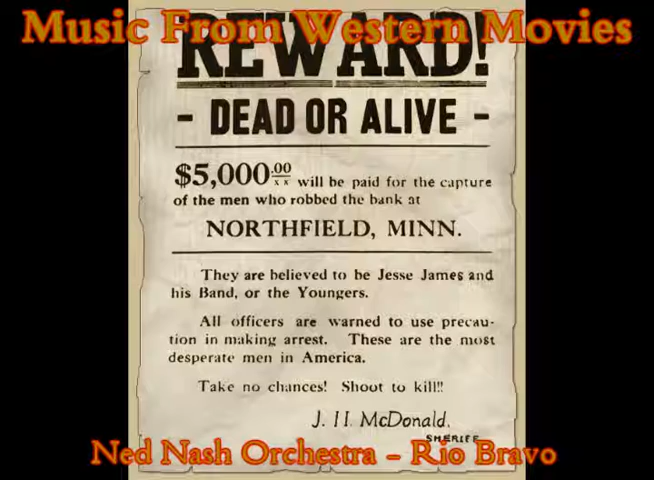 Music From Western Movies
REWARD!
- DEAD OR ALIVE -
$5,000.00 xx will be paid for the capture
of the men who robbed the bank at
NORTHFIELD, MINN.
They are believed to be Jesse James and
his Band, or the Youngers.
All officers are warned to use precau-
tion in making arrest. These are the most
desperate men in America.
Take no chances! Shoot to kill!!
J. H. McDonald.
SHERIFF
Ned Nash Orchestra - Rio Bravo